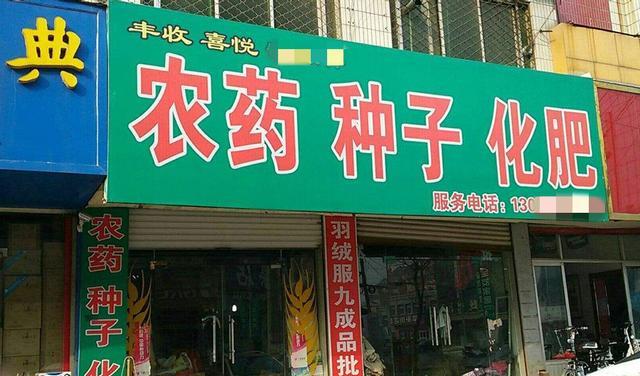 典
丰收 喜悦
农药 种子 化肥
服务电话：130
农药种子化
羽绒服九成品批